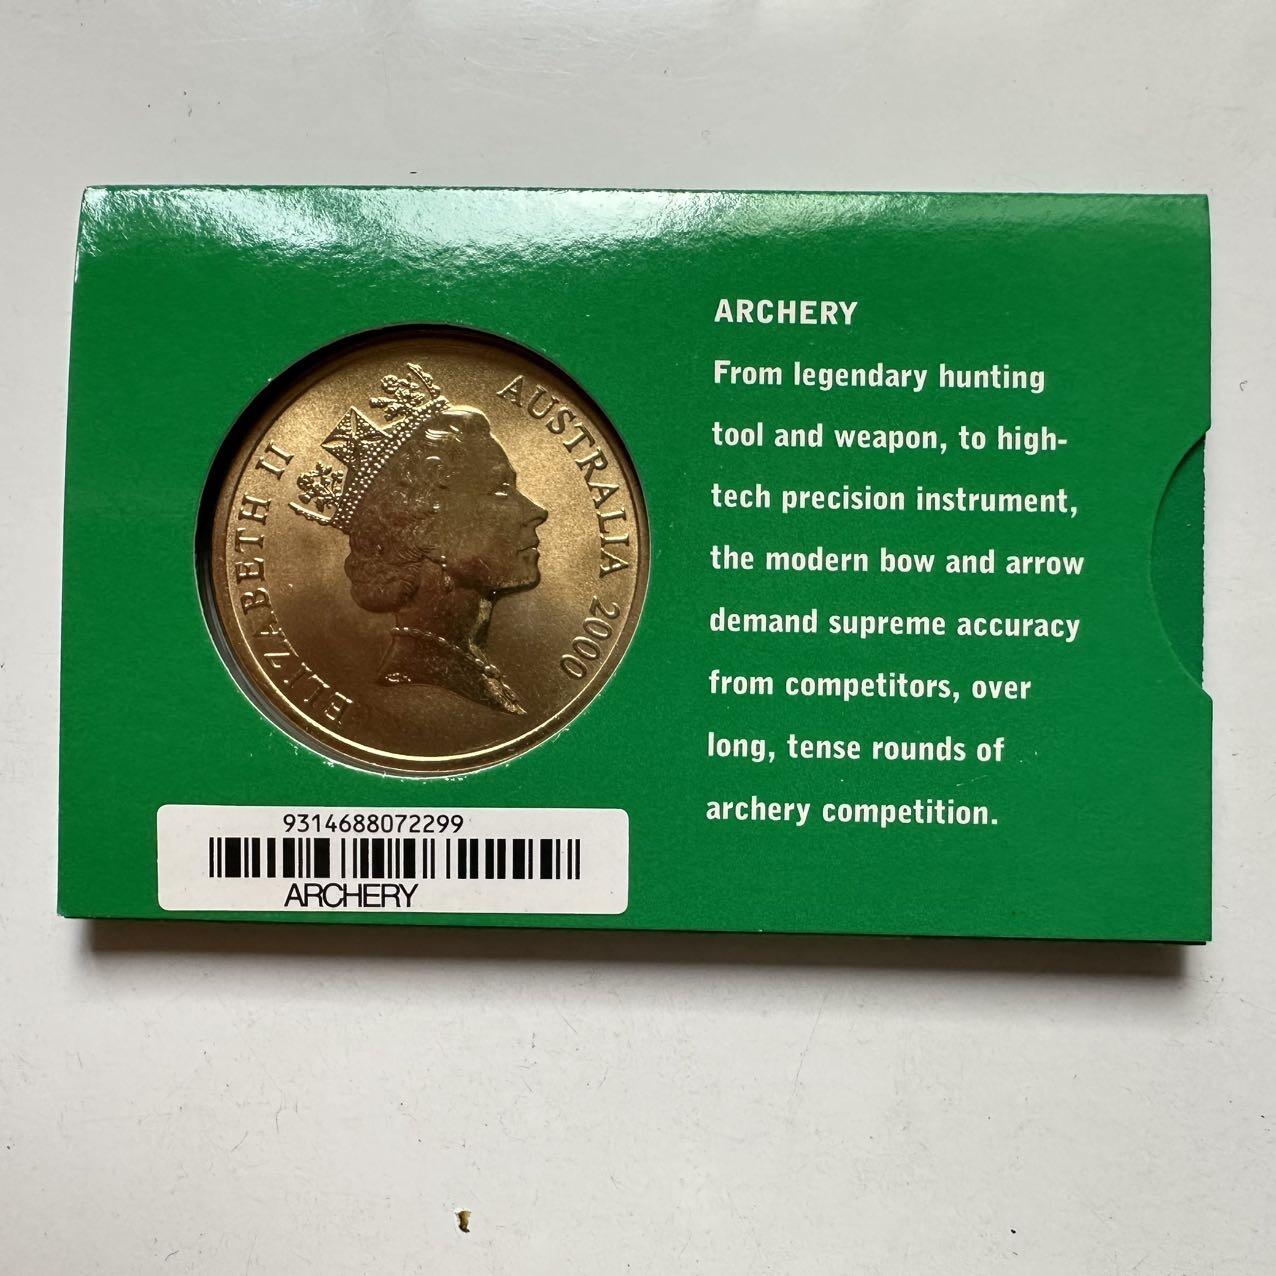 ELIZABETH II
AUSTRALIA 2000
9314688072299
ARCHERY
ARCHERY
From legendary hunting
tool and weapon, to high-
tech precision instrument,
the modern bow and arrow
demand supreme accuracy
from competitors, over
long, tense rounds of
archery competition.